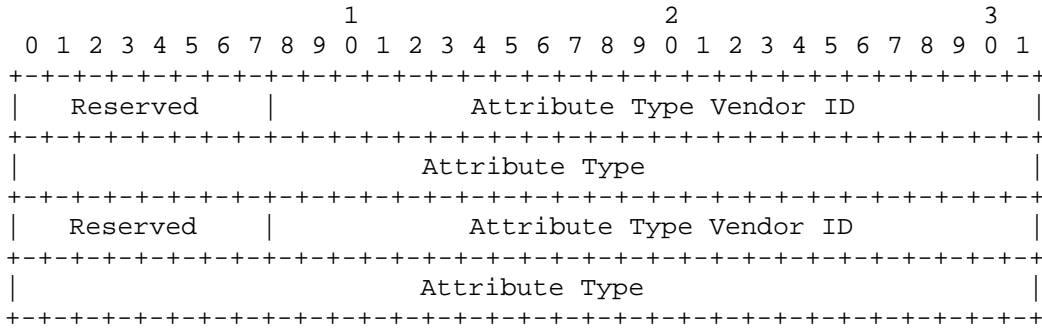 1                   2                   3
 0 1 2 3 4 5 6 7 8 9 0 1 2 3 4 5 6 7 8 9 0 1 2 3 4 5 6 7 8 9 0 1
+-+-+-+-+-+-+-+-+-+-+-+-+-+-+-+-+-+-+-+-+-+-+-+-+-+-+-+-+-+-+-+-+
|   Reserved    |            Attribute Type Vendor ID           |
+-+-+-+-+-+-+-+-+-+-+-+-+-+-+-+-+-+-+-+-+-+-+-+-+-+-+-+-+-+-+-+-+
|                         Attribute Type                        |
+-+-+-+-+-+-+-+-+-+-+-+-+-+-+-+-+-+-+-+-+-+-+-+-+-+-+-+-+-+-+-+-+
|   Reserved    |            Attribute Type Vendor ID           |
+-+-+-+-+-+-+-+-+-+-+-+-+-+-+-+-+-+-+-+-+-+-+-+-+-+-+-+-+-+-+-+-+
|                         Attribute Type                        |
+-+-+-+-+-+-+-+-+-+-+-+-+-+-+-+-+-+-+-+-+-+-+-+-+-+-+-+-+-+-+-+-+